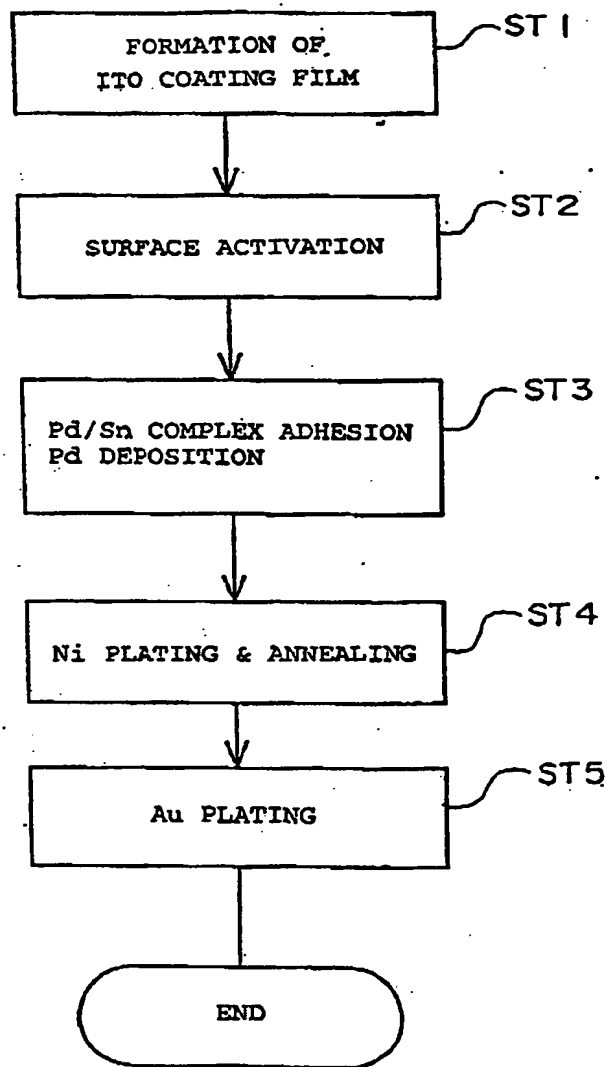 FORMATION OF
ITO COATING FILM
ST1
SURFACE ACTIVATION
ST2
Pd/Sn COMPLEX ADHESION
Pd DEPOSITION
ST3
Ni PLATING & ANNEALING
ST4
Au PLATING
ST5
END